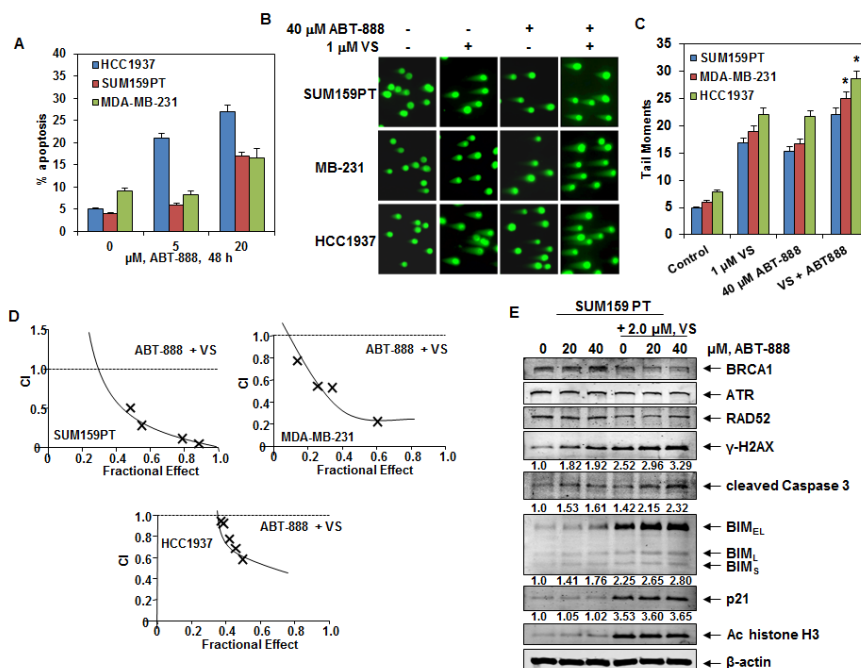 A
40
35
30
25
20
15
10
5
0
% apoptosis
HCC1937
SUM159PT
MDA-MB-231
0 5 20
µM, ABT-888, 48 h
B
40 µM ABT-888 - - + +
1 µM VS - + - +
SUM159PT
MB-231
HCC1937
C
35
30
25
20
15
10
5
0
Tail Moments
SUM159PT
MDA-MB-231
HCC1937
* *
Control
1 µM VS
40 µM ABT-888
VS + ABT888
D
1.5
1.0
0.5
0
CI
ABT-888 + VS
SUM159PT
0 0.2 0.4 0.6 0.8 1.0
Fractional Effect
1.0
0.8
0.6
0.4
0.2
0.0
CI
ABT-888 + VS
MDA-MB-231
0 0.2 0.4 0.6 0.8 1.0
Fractional Effect
1.0
0.8
0.6
0.4
0.2
0
CI
ABT-888 + VS
HCC1937
0 0.2 0.4 0.6 0.8 1.0
Fractional Effect
E
SUM159 PT
+ 2.0 µM, VS
0 20 40 0 20 40 µM, ABT-888
BRCA1
ATR
RAD52
γ-H2AX
1.0 1.82 1.92 2.52 2.96 3.29
cleaved Caspase 3
1.0 1.53 1.61 1.42 2.15 2.32
BIMEL
BIML
BIMS
1.0 1.41 1.76 2.25 2.65 2.80
p21
1.0 1.05 1.02 3.53 3.60 3.65
Ac histone H3
β-actin